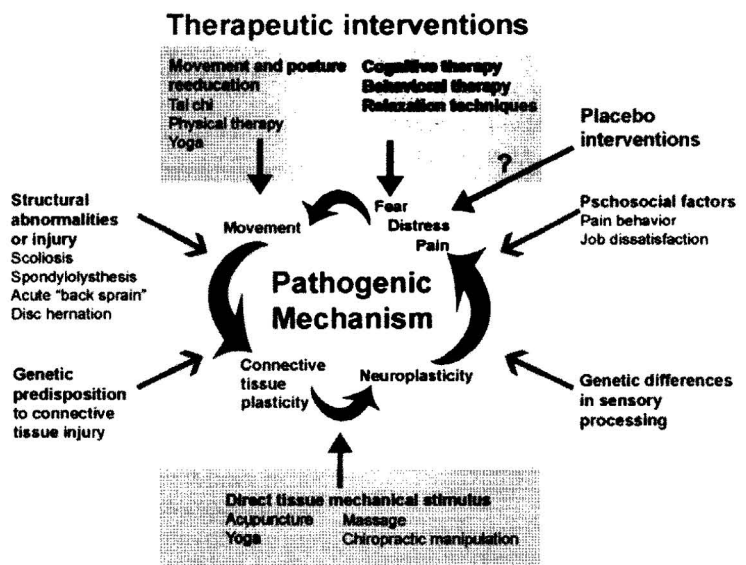 Therapeutic interventions
Movement and posture
reeducation
Tai chi
Physical therapy
Yoga
Cognitive therapy
Behavioral therapy
Relaxation techniques
Placebo
interventions
?
Structural
abnormalities
or injury
Scoliosis
Spondylolysthesis
Acute “back sprain”
Disc hernation
Movement
Fear
Distress
Pain
Pschosocial factors
Pain behavior
Job dissatisfaction
Pathogenic
Mechanism
Genetic
predisposition
to connective
tissue injury
Connective
tissue
plasticity
Neuroplasticity
Genetic differences
in sensory
processing
Direct tissue mechanical stimulus
Acupuncture Massage
Yoga Chiropractic manipulation